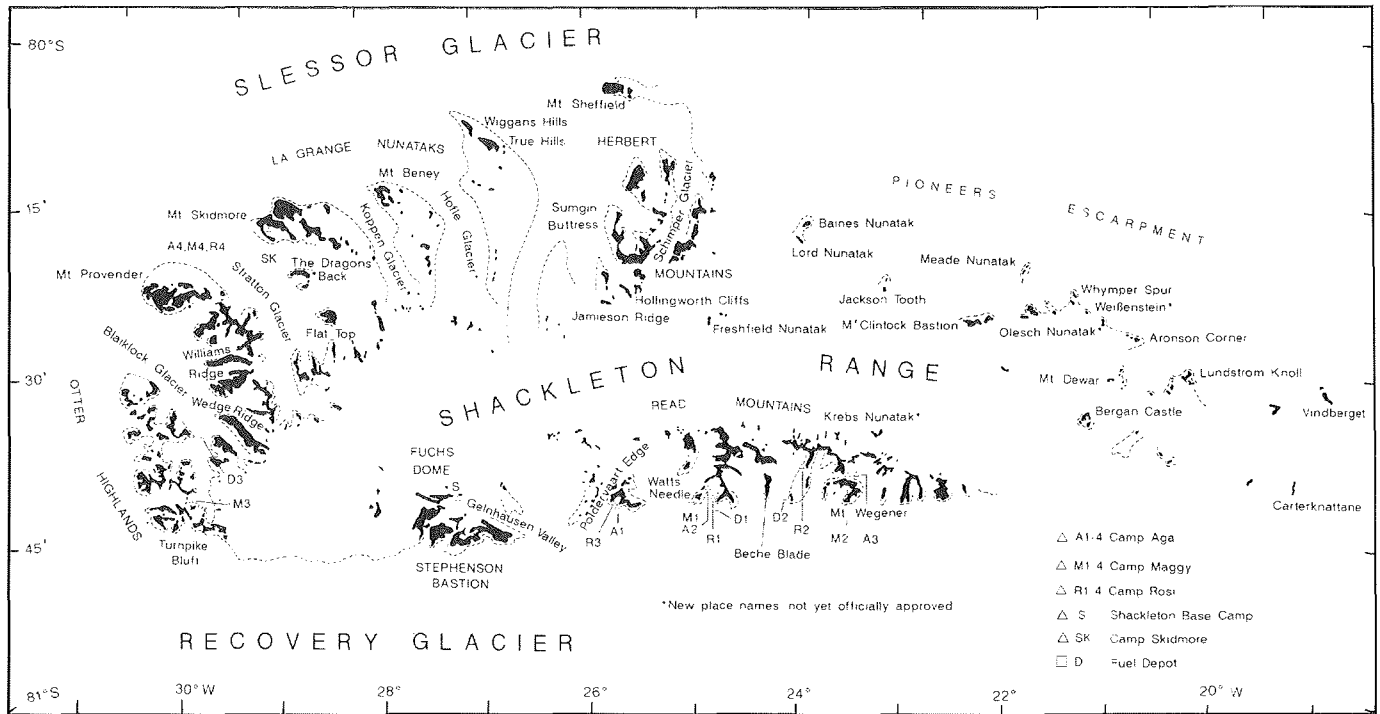 80°S
SLESSOR GLACIER
Mt Sheffield
Wiggans Hills
True Hills
HERBERT
LA GRANGE NUNATAKS
Mt Beney
Schimper Glacier
PIONEERS
ESCARPMENT
15'
Mt Skidmore
Koppen Glacier
Hofle Glacier
Sumgin
Buttress
Baines Nunatak
Lord Nunatak
A4,M4,R4
SK
The Dragons
Back
Stratton Glacier
MOUNTAINS
Meade Nunatak
Mt Provender
Hollingworth Cliffs
Jamieson Ridge
Jackson Tooth
Whymper Spur
Weißenstein*
Flat Top
Freshfield Nunatak
McClintock Bastion
Olesch Nunatak*
Aronson Corner
Blaiklock Glacier
Williams
Ridge
30'
OTTER
HIGHLANDS
SHACKLETON RANGE
Mt Dewar
Lundstrom Knoll
Wedge Ridge
READ MOUNTAINS
Krebs Nunatak*
Bergan Castle
Vindberget
FUCHS
DOME
S
Poldervaart Edge
Watts
Needle
D3
M3
Gelnhausen Valley
M1
A2
D1
R1
D2
R2
Mt
Wegener
M2
A3
Carterknattane
R3
A1
Beche Blade
45'
Turnpike
Bluff
STEPHENSON
BASTION
△ A1-4 Camp Aga
△ M1-4 Camp Maggy
△ R1-4 Camp Rosi
△ S Shackleton Base Camp
△ SK Camp Skidmore
□ D Fuel Depot
*New place names not yet officially approved
RECOVERY GLACIER
81°S
30°W
28°
26°
24°
22°
20°W